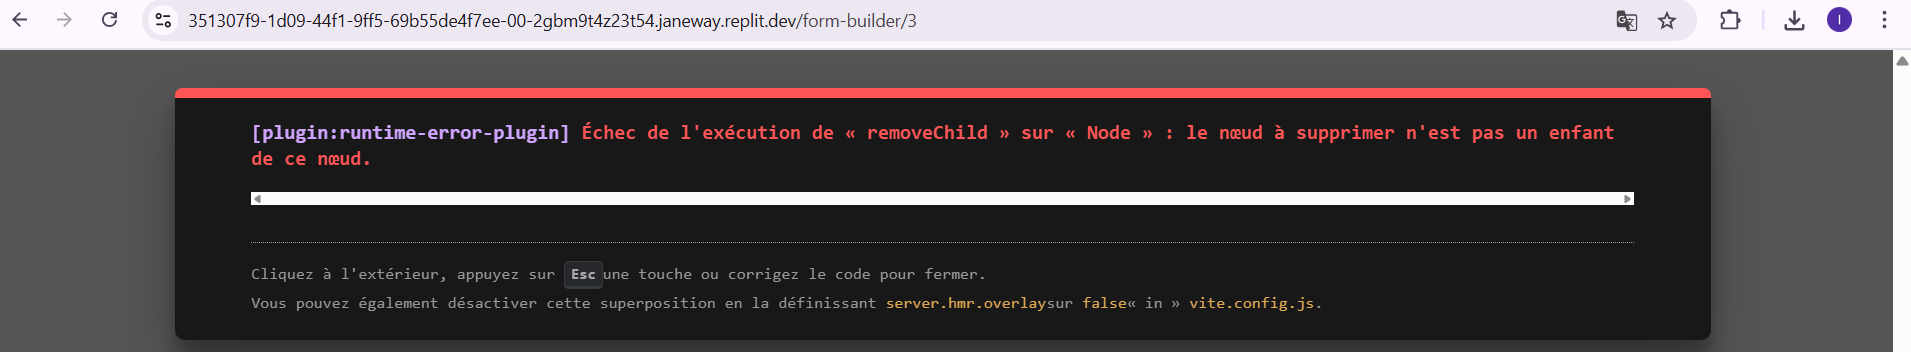 351307f9-1d09-44f1-9ff5-69b55de4f7ee-00-2gbm9t4z23t54.janeway.replit.dev/form-builder/3
I
[plugin:runtime-error-plugin] Échec de l'exécution de « removeChild » sur « Node » : le nœud à supprimer n'est pas un enfant
de ce nœud.
Cliquez à l'extérieur, appuyez sur Esc une touche ou corrigez le code pour fermer.
Vous pouvez également désactiver cette superposition en la définissant server.hmr.overlaysur false« in » vite.config.js.